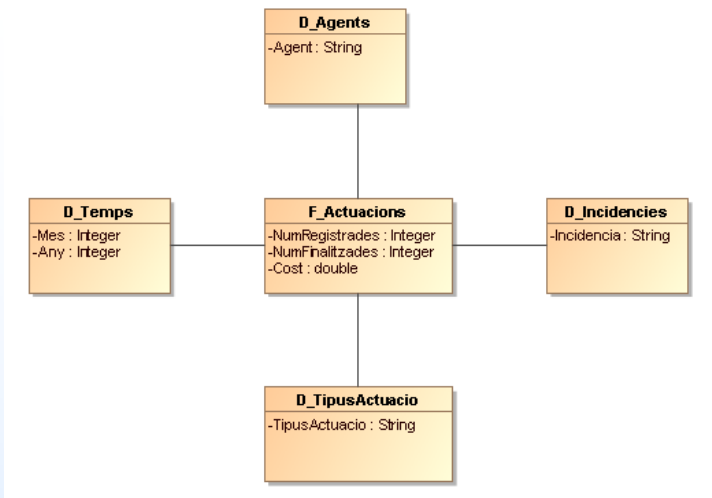 D_Agents
-Agent : String
D_Temps
-Mes : Integer
-Any : Integer
F_Actuacions
-NumRegistrades : Integer
-NumFinalitzades : Integer
-Cost : double
D_Incidencies
-Incidencia : String
D_TipusActuacio
-TipusActuacio : String